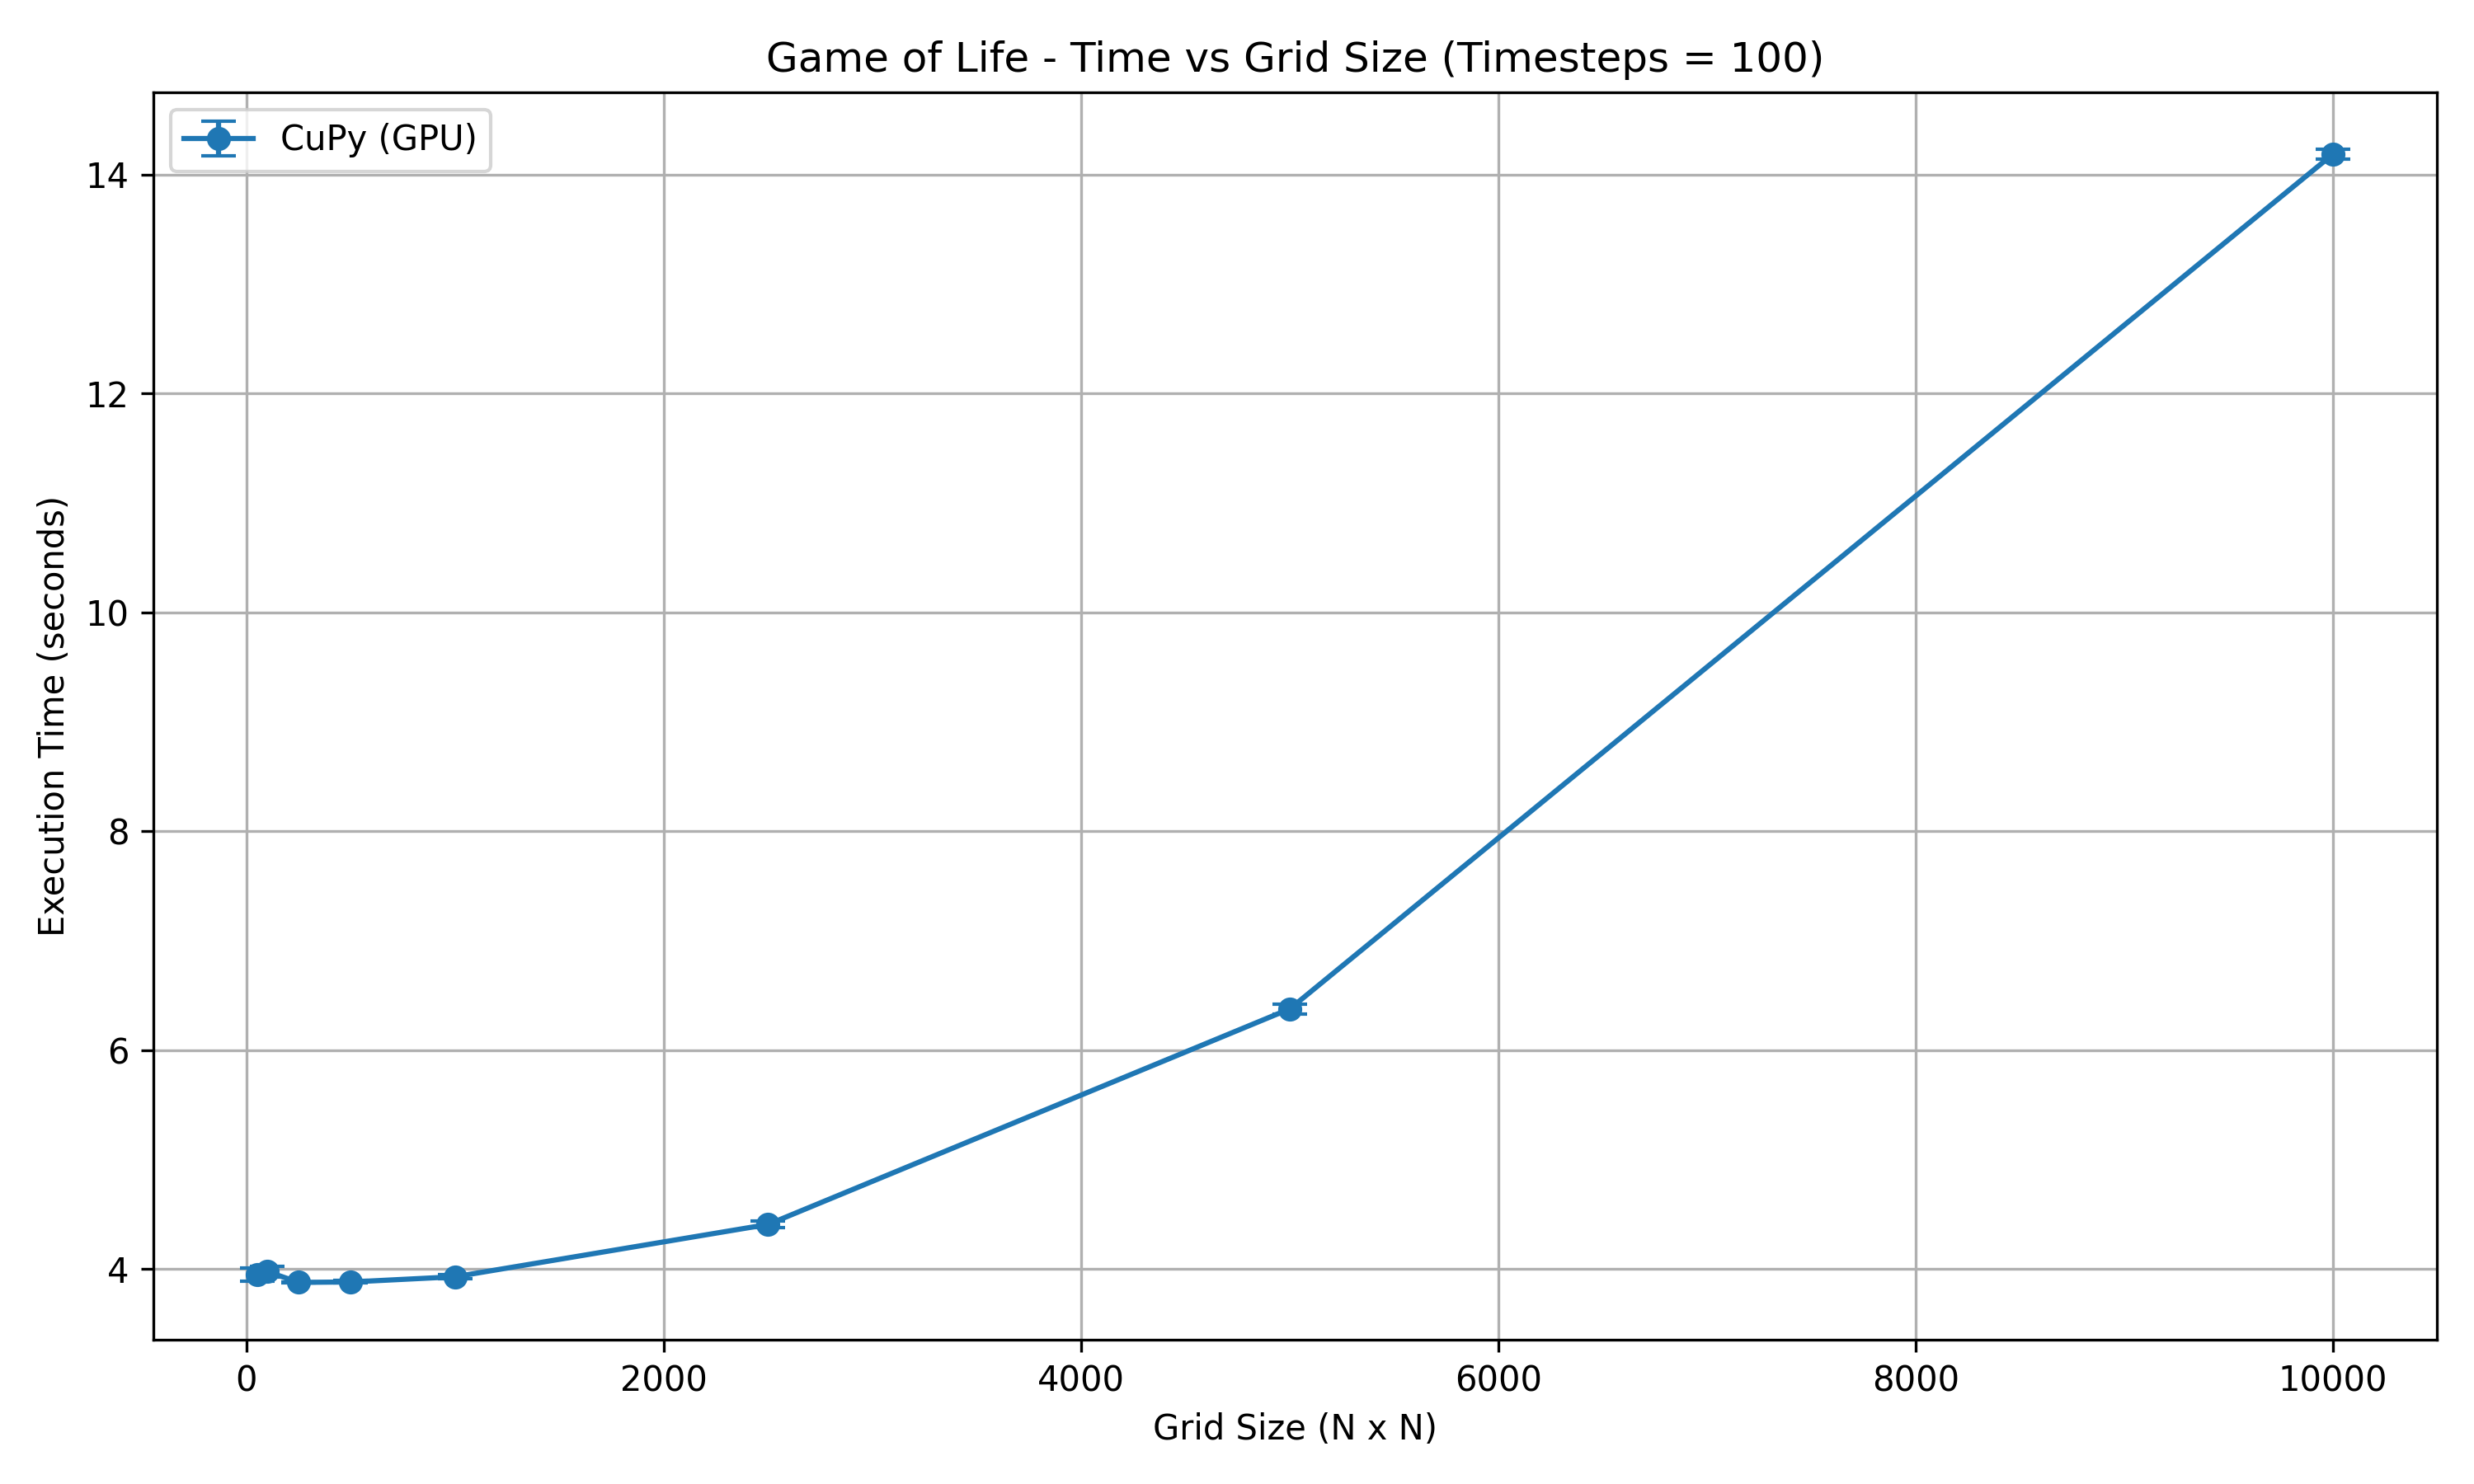 Game of Life - Time vs Grid Size (Timesteps = 100)
CuPy (GPU)
14
12
10
8
6
4
Execution Time (seconds)
0 2000 4000 6000 8000 10000
Grid Size (N x N)